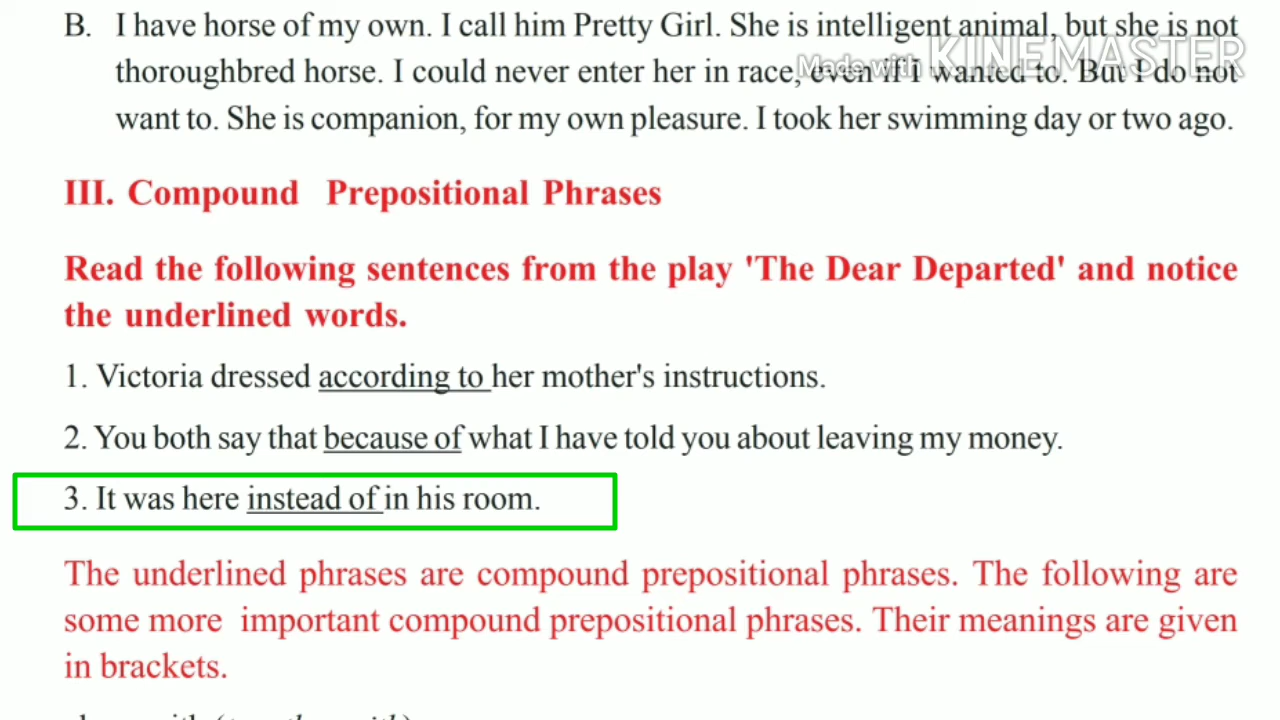 B. I have horse of my own. I call him Pretty Girl. She is intelligent animal, but she is not
thoroughbred horse. I could never enter her in race, even if I wanted to. But I do not
Made with KINEMASTER
want to. She is companion, for my own pleasure. I took her swimming day or two ago.
III. Compound Prepositional Phrases
Read the following sentences from the play 'The Dear Departed' and notice
the underlined words.
1. Victoria dressed according to her mother's instructions.
2. You both say that because of what I have told you about leaving my money.
3. It was here instead of in his room.
The underlined phrases are compound prepositional phrases. The following are
some more important compound prepositional phrases. Their meanings are given
in brackets.